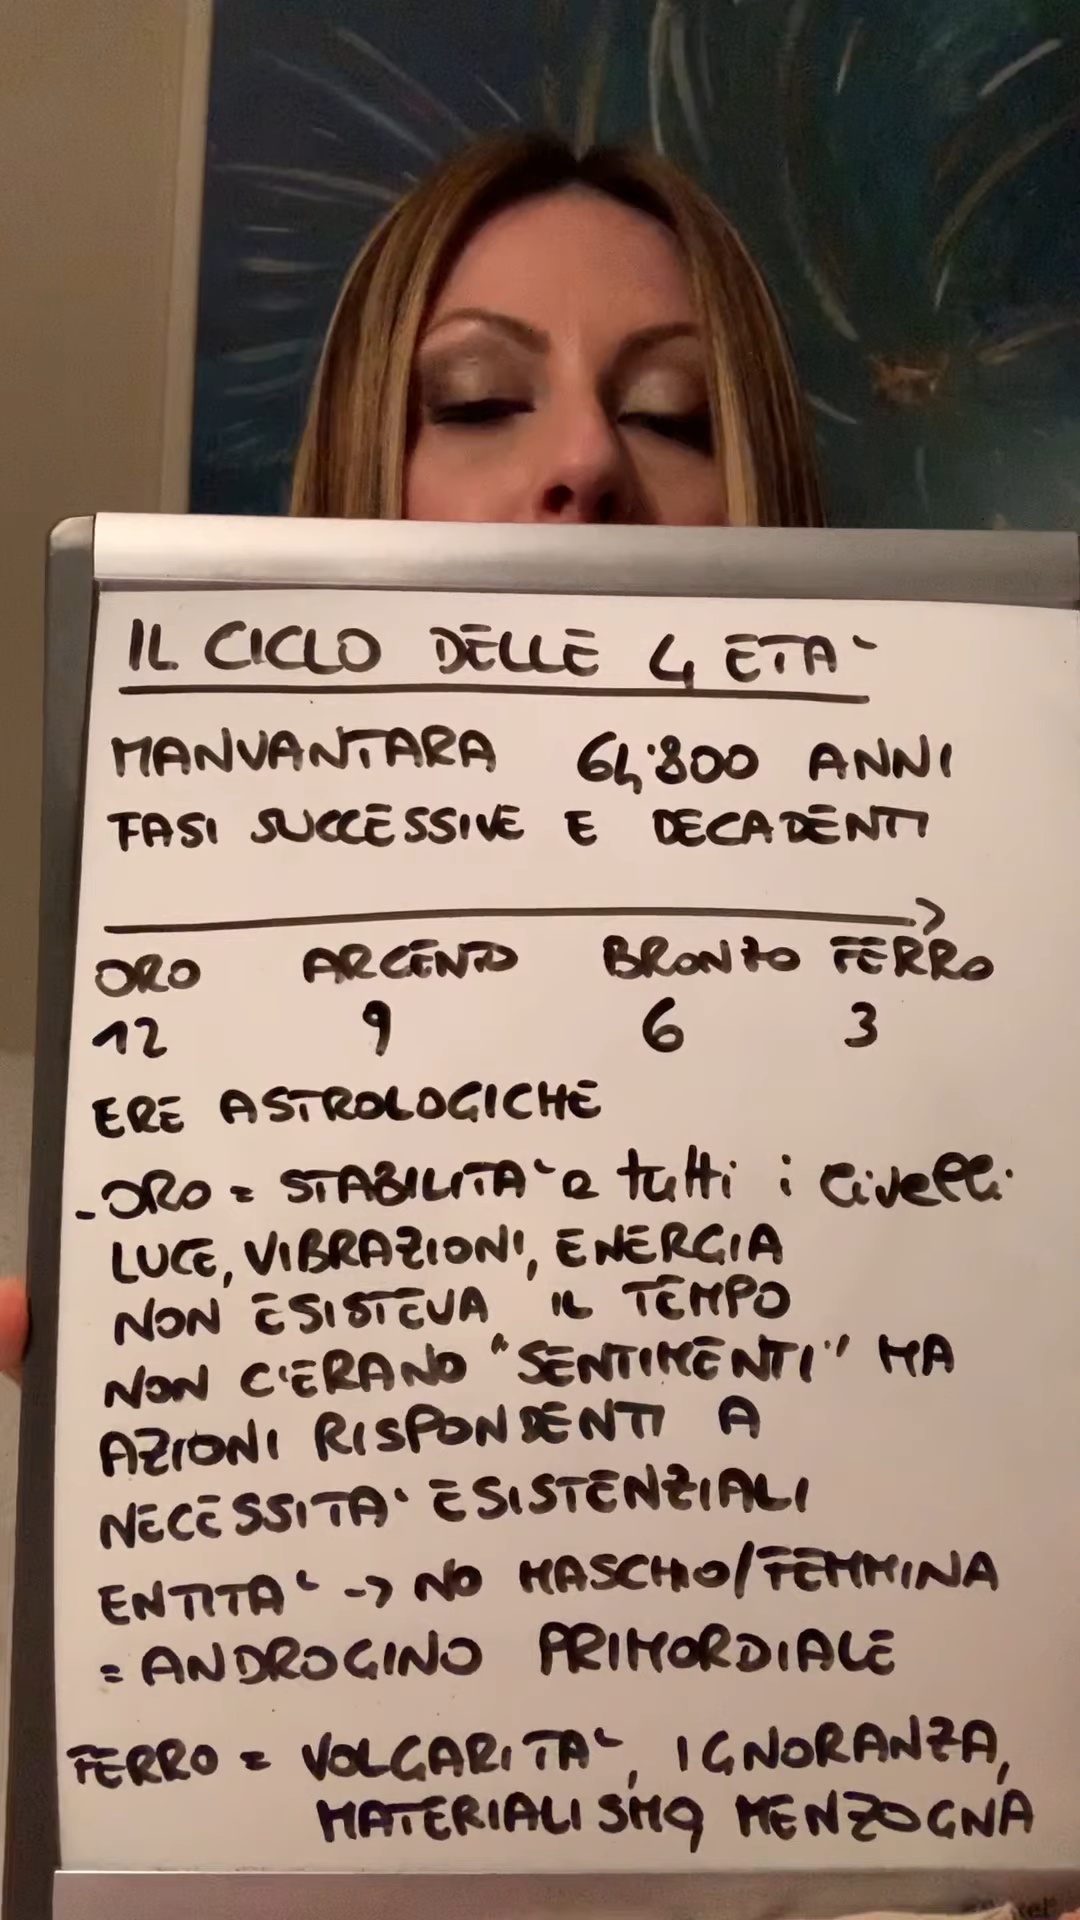 IL CICLO DELLE 4 ETA`
MANVANTARA 64'800 ANNI
FASI SUCCESSIVE E DECADENTI
ORO ARGENTO BRONZO FERRO
12 9 6 3
ERE ASTROLOGICHE
- ORO = STABILITA` a tutti i livelli.
LUCE, VIBRAZIONI, ENERGIA
NON ESISTEVA IL TEMPO
NON C'ERANO "SENTIMENTI" MA
AZIONI RISPONDENTI A
NECESSITA' ESISTENZIALI
ENTITA` -> NO MASCHIO/FEMMINA
= ANDROGINO PRIMORDIALE
FERRO = VOLGARITA`, IGNORANZA,
MATERIALISMO, MENZOGNA